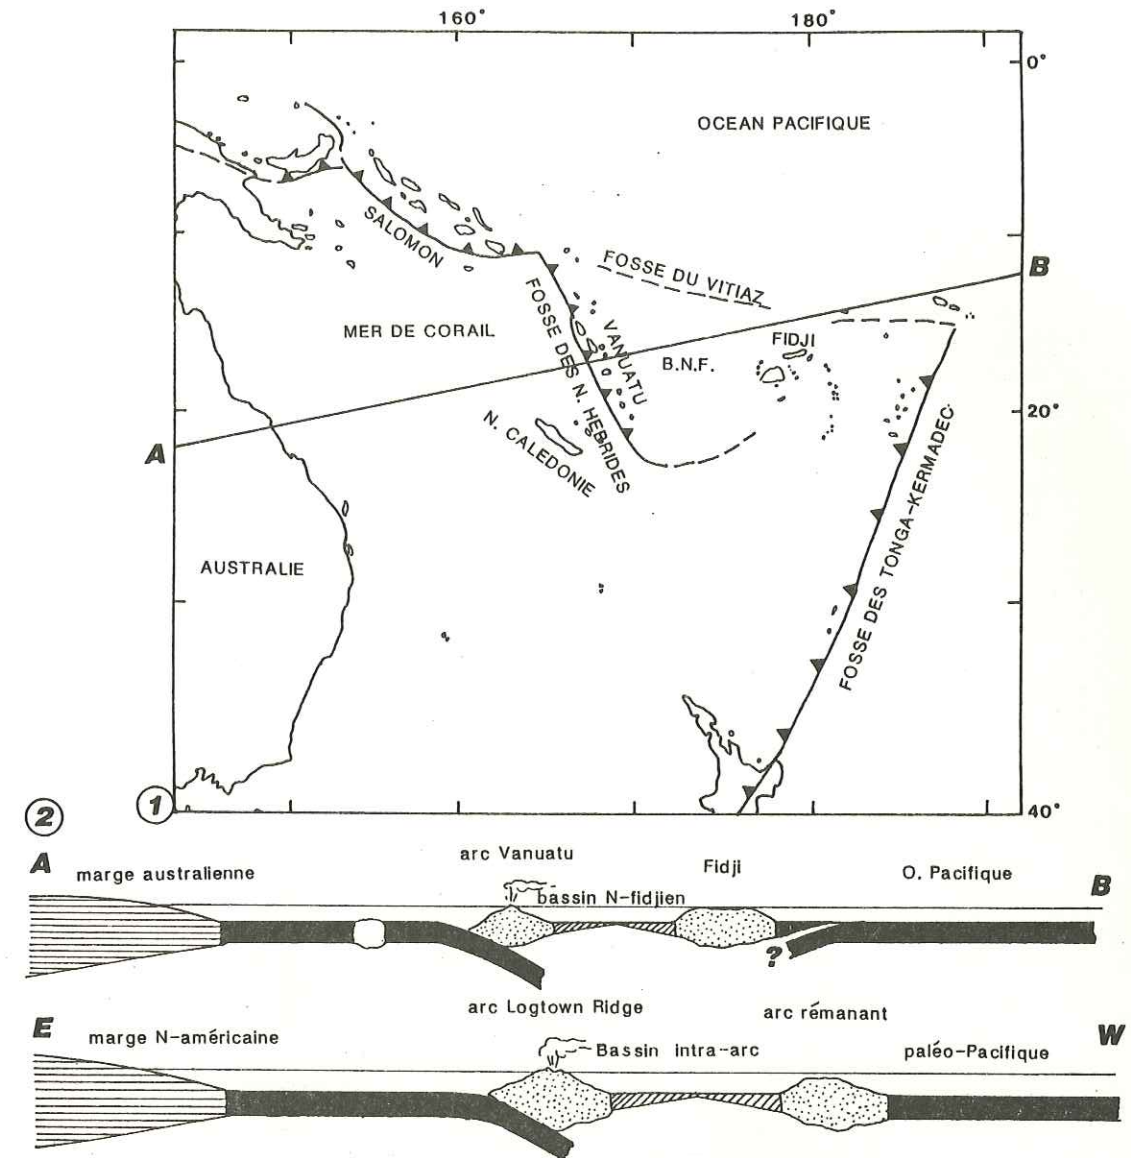 160°
180°
0°
OCEAN PACIFIQUE
SALOMON
FOSSE DU VITIAZ
B
MER DE CORAIL
FOSSE DES N. HEBRIDES
VANUATU
B.N.F.
FIDJI
20°
N. CALEDONIE
A
AUSTRALIE
FOSSE DES TONGA-KERMADEC
2
1
40°
A
marge australienne
arc Vanuatu
bassin N-fidjien
Fidji
O. Pacifique
B
?
E
marge N-américaine
arc Logtown Ridge
Bassin intra-arc
arc rémanant
paléo-Pacifique
W